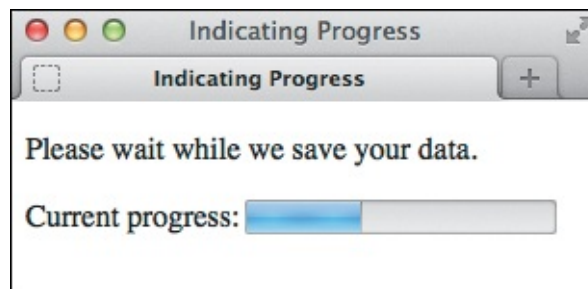 Indicating Progress
Indicating Progress
+
Please wait while we save your data.
Current progress: